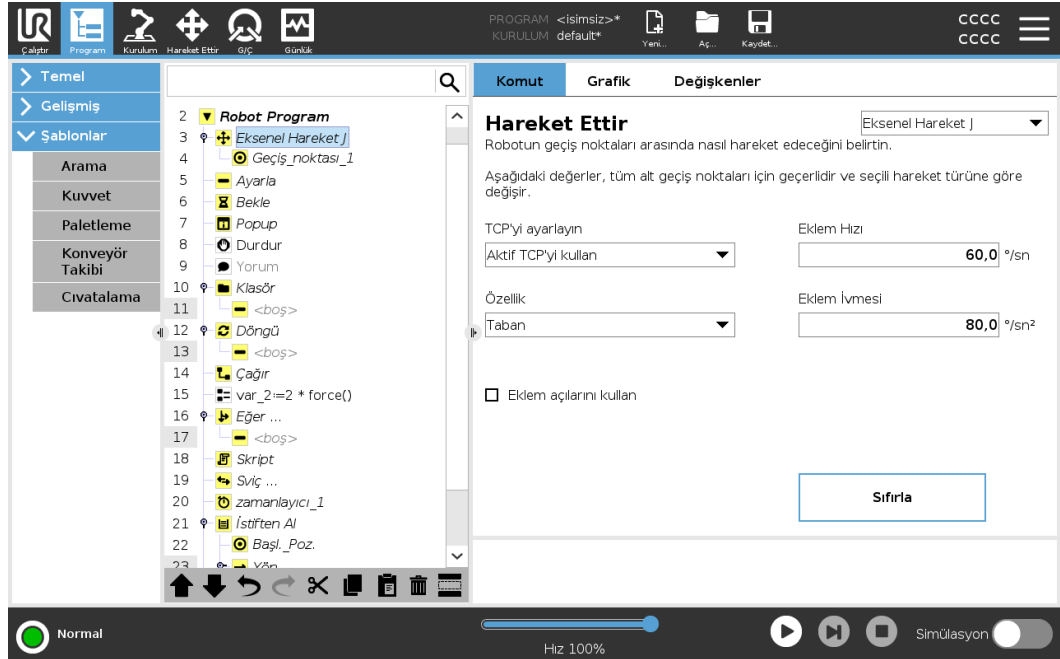 UR
PROGRAM <isimsiz>*
KURULUM default*
Çalıştır
Program
Kurulum
Hareket Ettir
G/Ç
Günlük
Yeni...
Aç...
Kaydet...
CCCC
CCCC
Temel
Gelişmiş
Şablonlar
Arama
Kuvvet
Paletleme
Konveyör
Takibi
Cıvatalama
2 Robot Program
3 Eksenel Hareket J
4 Geçiş_noktası_1
5 Ayarla
6 Bekle
7 Popup
8 Durdur
9 Yorum
10 Klasör
11 <boş>
12 Döngü
13 <boş>
14 Çağır
15 var_2:=2 * force()
16 Eğer ...
17 <boş>
18 Skript
19 Sviç ...
20 zamanlayıcı_1
21 İstiften Al
22 Başl._Poz.
23 Yön
Komut
Grafik
Değişkenler
Hareket Ettir
Eksenel Hareket J
Robotun geçiş noktaları arasında nasıl hareket edeceğini belirtin.
Aşağıdaki değerler, tüm alt geçiş noktaları için geçerlidir ve seçili hareket türüne göre
değişir.
TCP'yi ayarlayın
Eklem Hızı
Aktif TCP'yi kullan
60,0 °/sn
Özellik
Eklem İvmesi
Taban
80,0 °/sn²
Eklem açılarını kullan
Sıfırla
Normal
Hız 100%
Simülasyon